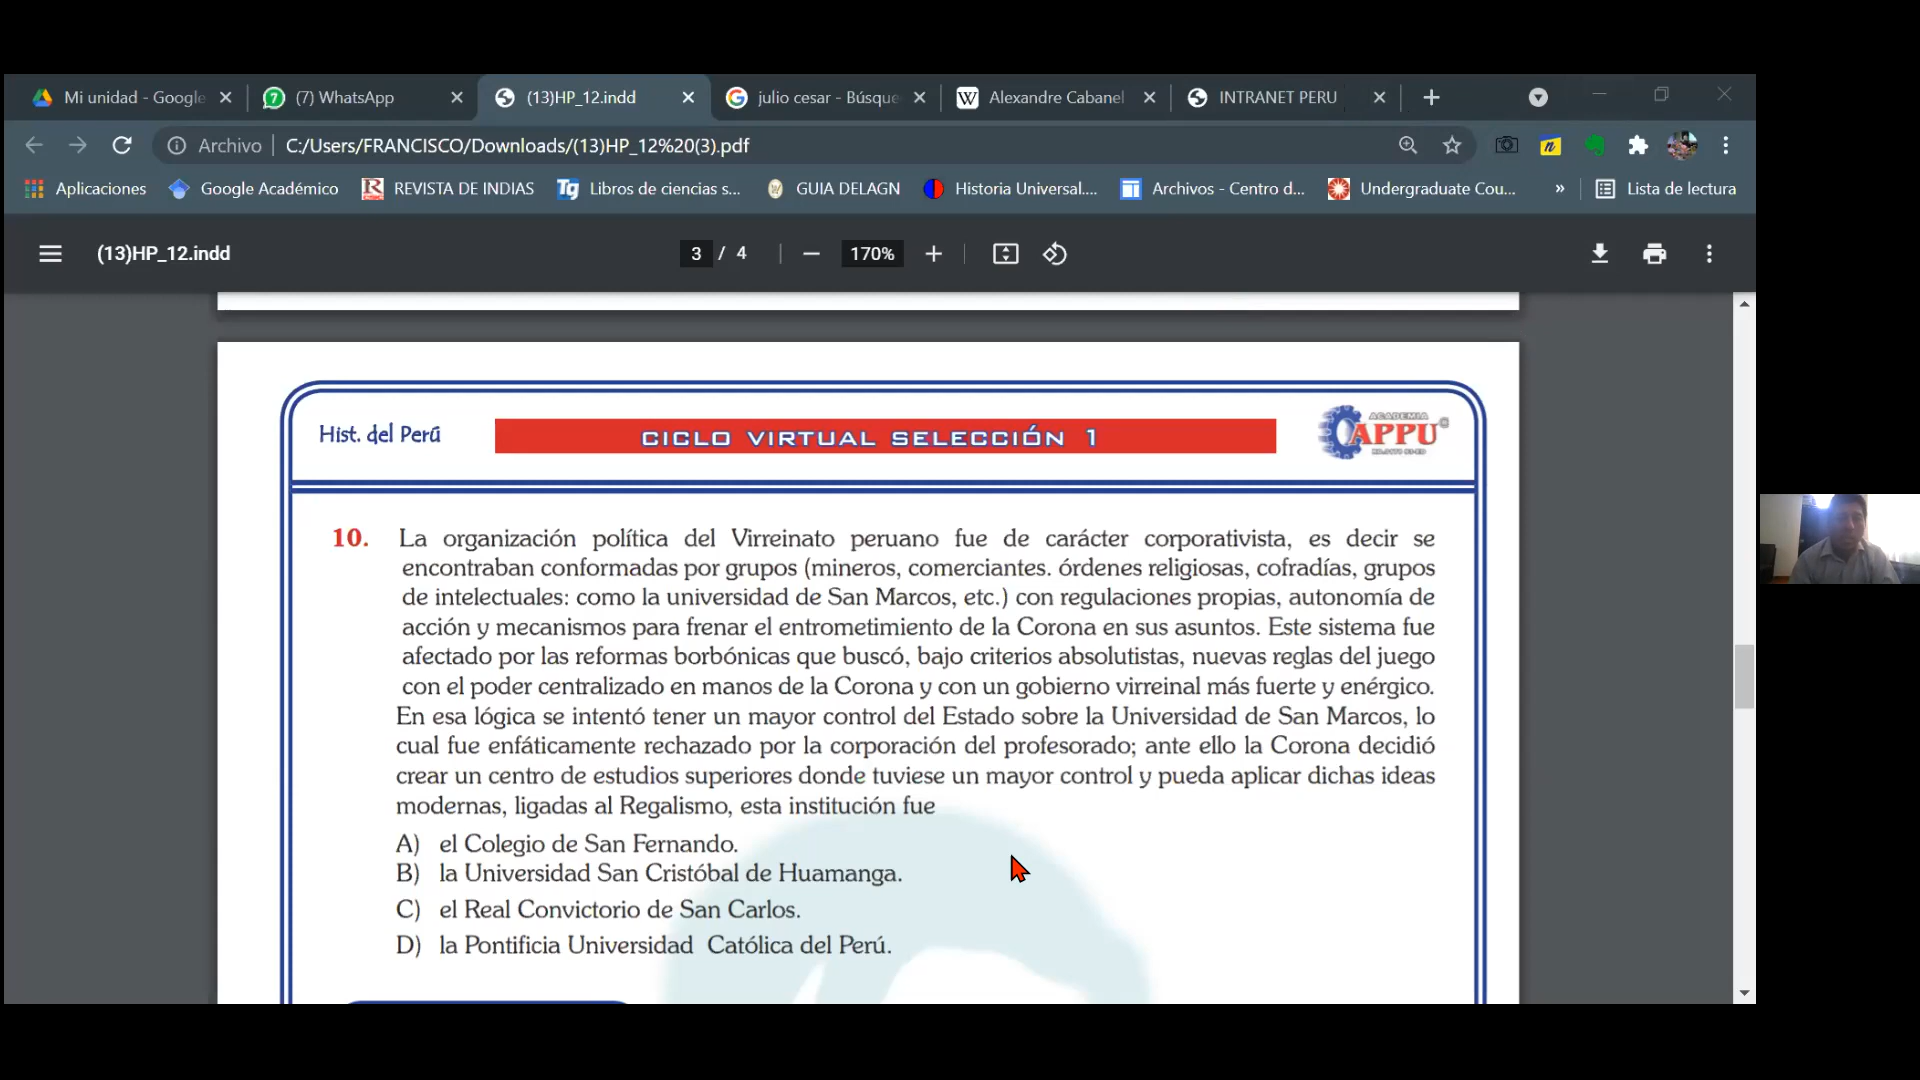 Mi unidad - Google
(7) WhatsApp
(13)HP_12.indd
julio cesar - Búsque
Alexandre Cabanel
INTRANET PERU
Archivo
C:/Users/FRANCISCO/Downloads/(13)HP_12%20(3).pdf
Aplicaciones
Google Académico
REVISTA DE INDIAS
Libros de ciencias s...
GUIA DELAGN
Historia Universal....
Archivos - Centro d...
Undergraduate Cou...
»
Lista de lectura
(13)HP_12.indd
3 / 4
170%
Hist. del Perú
CICLO VIRTUAL SELECCIÓN 1
ACADEMIA
APPU
10. La organización política del Virreinato peruano fue de carácter corporativista, es decir se
encontraban conformadas por grupos (mineros, comerciantes. órdenes religiosas, cofradías, grupos
de intelectuales: como la universidad de San Marcos, etc.) con regulaciones propias, autonomía de
acción y mecanismos para frenar el entrometimiento de la Corona en sus asuntos. Este sistema fue
afectado por las reformas borbónicas que buscó, bajo criterios absolutistas, nuevas reglas del juego
con el poder centralizado en manos de la Corona y con un gobierno virreinal más fuerte y enérgico.
En esa lógica se intentó tener un mayor control del Estado sobre la Universidad de San Marcos, lo
cual fue enfáticamente rechazado por la corporación del profesorado; ante ello la Corona decidió
crear un centro de estudios superiores donde tuviese un mayor control y pueda aplicar dichas ideas
modernas, ligadas al Regalismo, esta institución fue
A) el Colegio de San Fernando.
B) la Universidad San Cristóbal de Huamanga.
C) el Real Convictorio de San Carlos.
D) la Pontificia Universidad Católica del Perú.